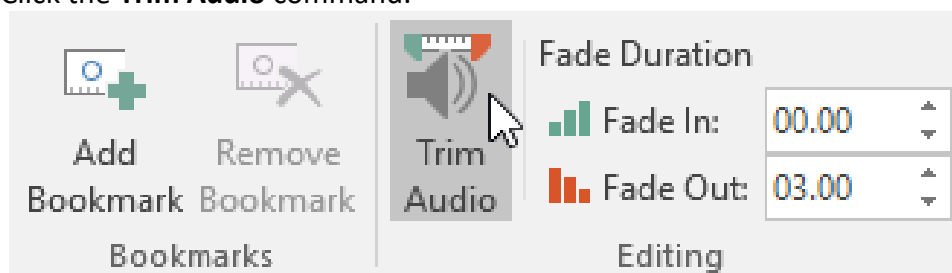 Click the Trim Audio command.
Add Bookmark
Remove Bookmark
Bookmarks
Trim Audio
Fade Duration
Fade In: 00.00
Fade Out: 03.00
Editing